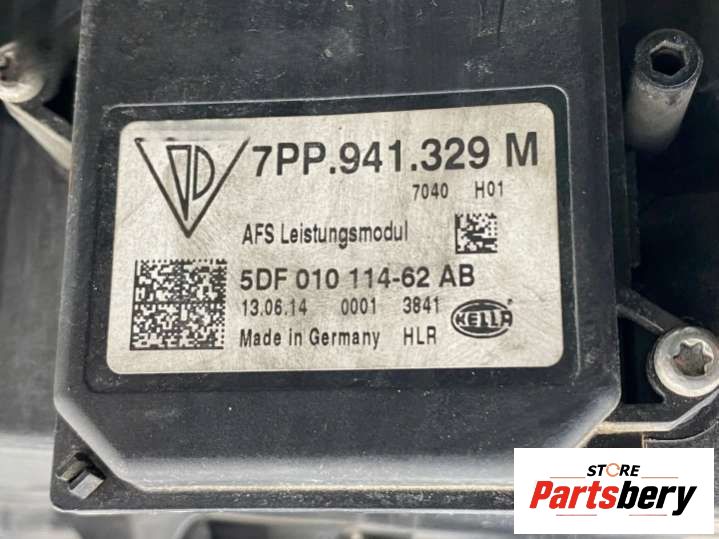 7PP.941.329 M
7040 H01
AFS Leistungsmodul
5DF 010 114-62 AB
13.06.14 0001 3841
HELLA
Made in Germany HLR
STORE
Partsbery